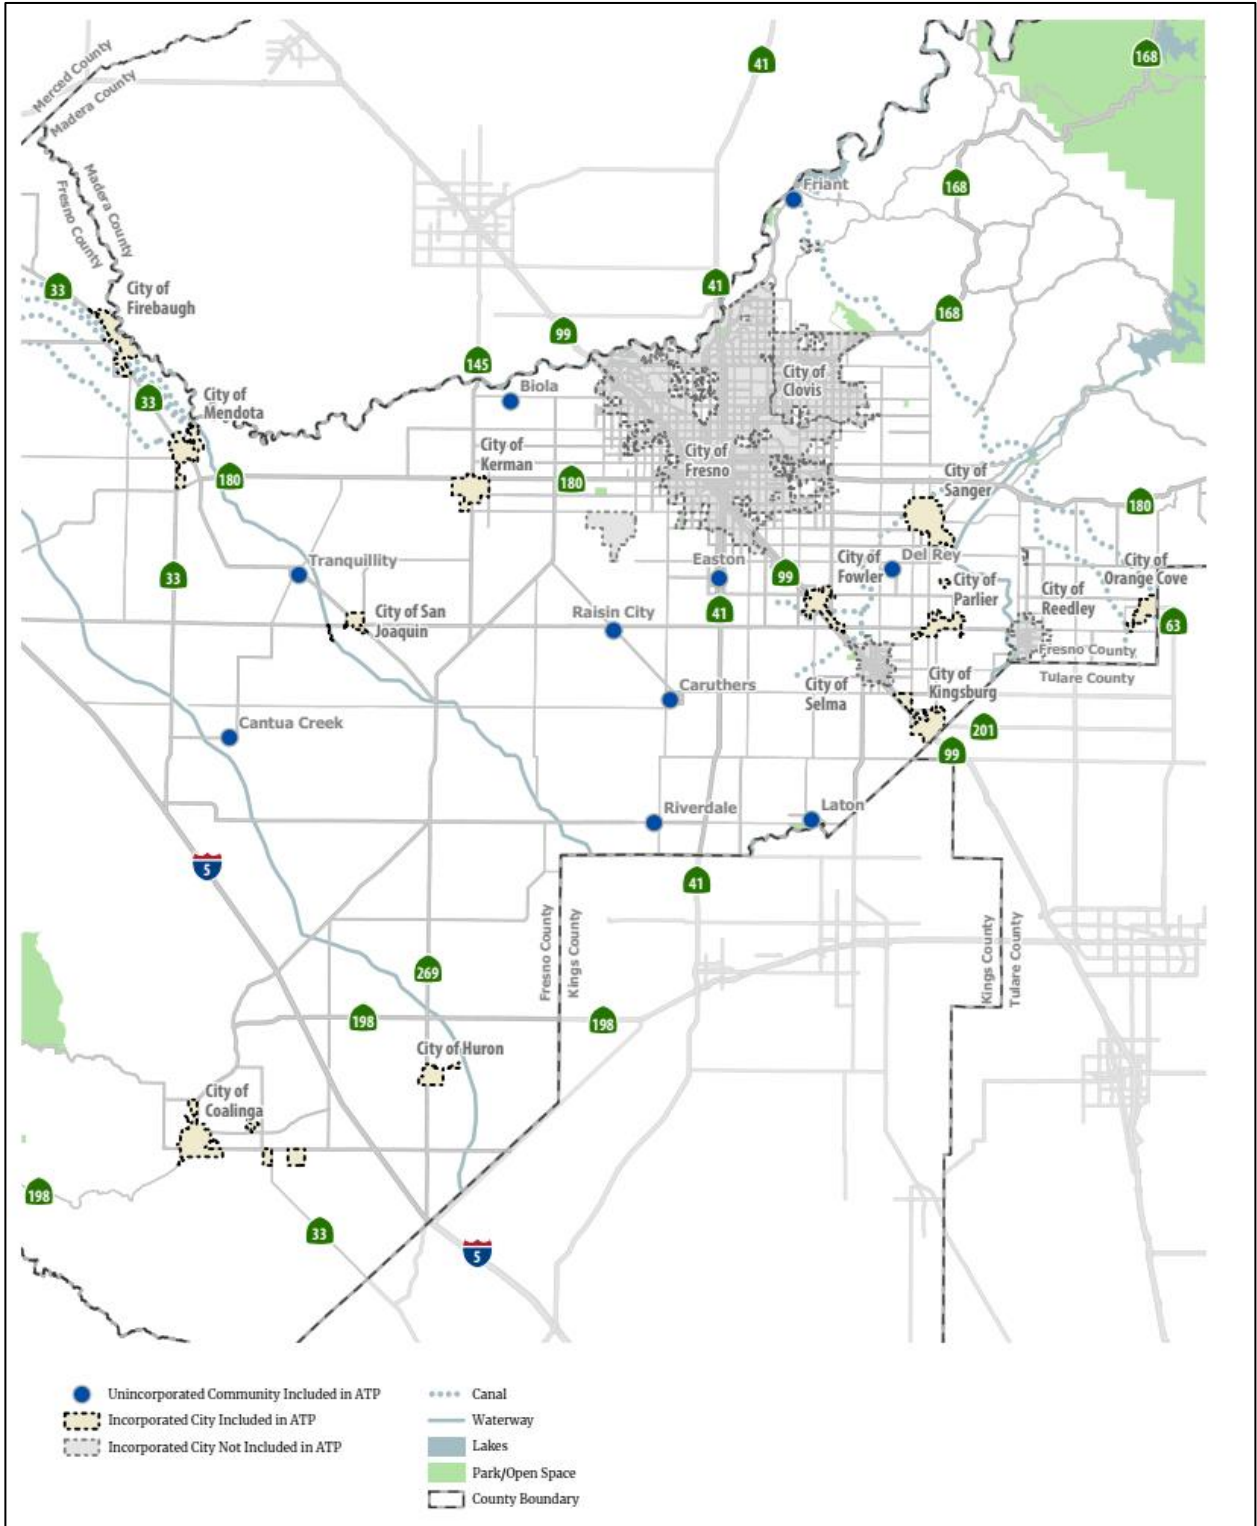 168
41
Merced County
Madera County
Madera County
Fresno County
Friant
168
33
City of
Firebaugh
41
168
99
145
City of
Clovis
33
City of
Mendota
Biola
City of
Kerman
City of
Fresno
180
180
City of
Sanger
180
Tranquillity
33
Easton
99
City of
Fowler
Del Rey
City of
Parlier
City of
Orange Cove
City of
Reedley
City of San
Joaquin
Raisin City
41
63
Fresno County
Tulare County
Caruthers
City of
Selma
City of
Kingsburg
Cantua Creek
201
99
Riverdale
Laton
5
41
Fresno County
Kings County
Kings County
Tulare County
269
198
198
City of Huron
City of
Coalinga
198
33
5
Unincorporated Community Included in ATP
Incorporated City Included in ATP
Incorporated City Not Included in ATP
Canal
Waterway
Lakes
Park/Open Space
County Boundary